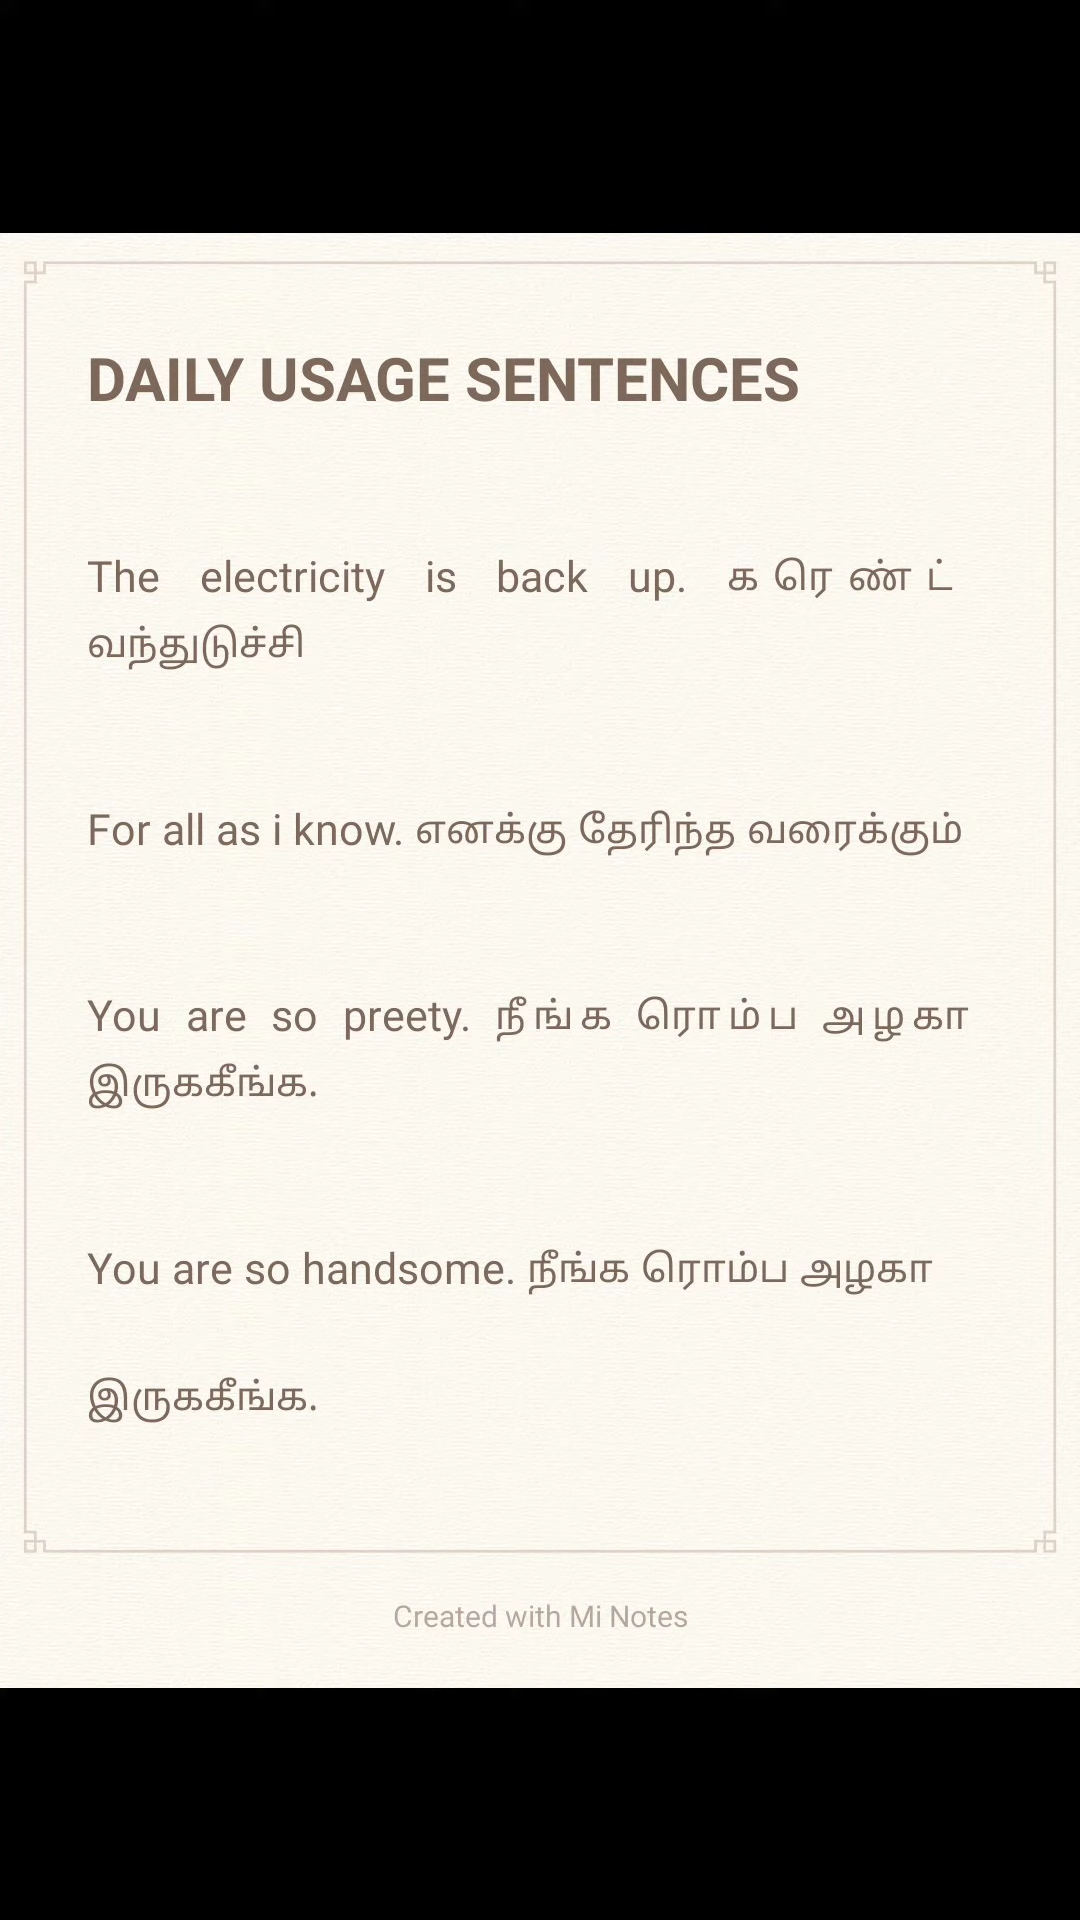 DAILY USAGE SENTENCES
The electricity is back up. கரெண்ட்
வந்துடுச்சி
For all as i know. எனக்கு தேரிந்த வரைக்கும்
You are so preety. நீங்க ரொம்ப அழகா
இருககீங்க.
You are so handsome. நீங்க ரொம்ப அழகா
இருககீங்க.
Created with Mi Notes